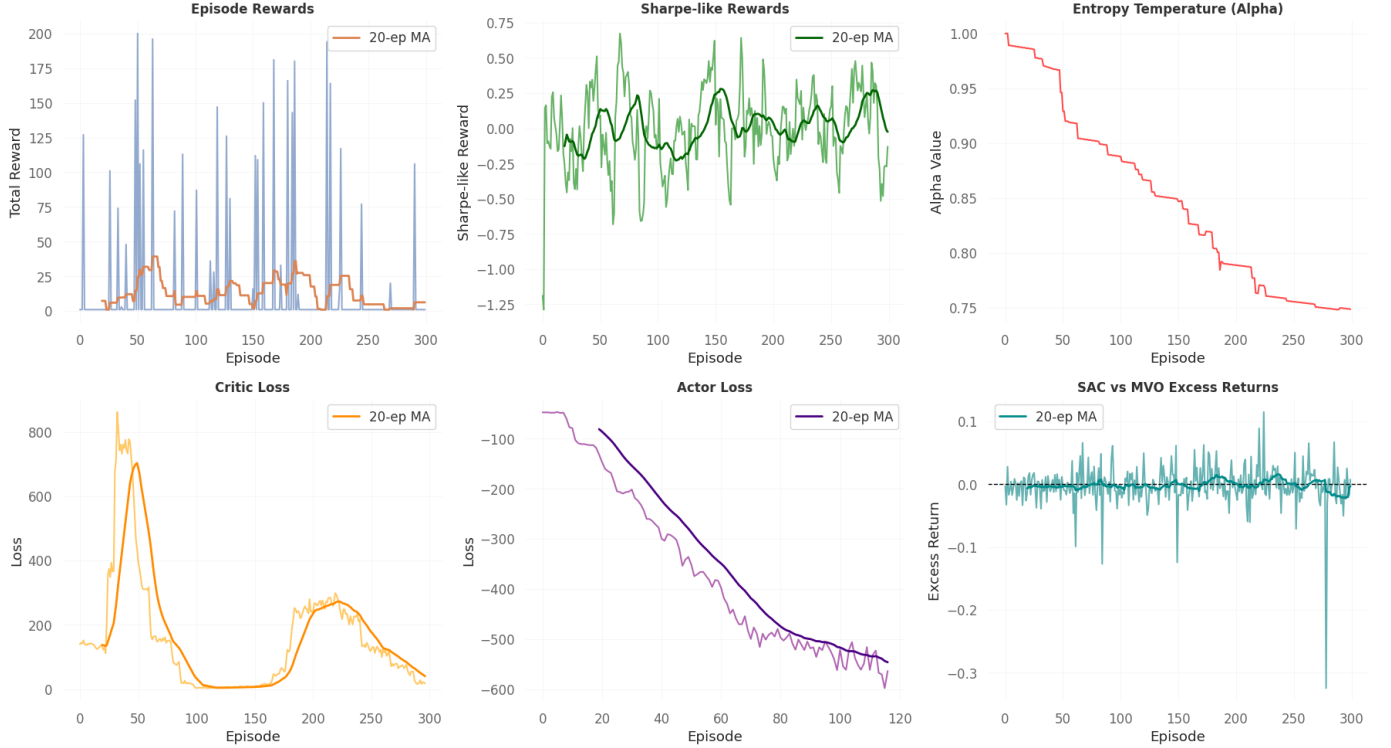 Episode Rewards
20-ep MA
200
175
150
125
100
75
50
25
0
Total Reward
0 50 100 150 200 250 300
Episode
Sharpe-like Rewards
20-ep MA
0.75
0.50
0.25
0.00
−0.25
−0.50
−0.75
−1.00
−1.25
Sharpe-like Reward
0 50 100 150 200 250 300
Episode
Entropy Temperature (Alpha)
1.00
0.95
0.90
0.85
0.80
0.75
Alpha Value
0 50 100 150 200 250 300
Episode
Critic Loss
20-ep MA
800
600
400
200
0
Loss
0 50 100 150 200 250 300
Episode
Actor Loss
20-ep MA
−100
−200
−300
−400
−500
−600
Loss
0 20 40 60 80 100 120
Episode
SAC vs MVO Excess Returns
20-ep MA
0.1
0.0
−0.1
−0.2
−0.3
Excess Return
0 50 100 150 200 250 300
Episode